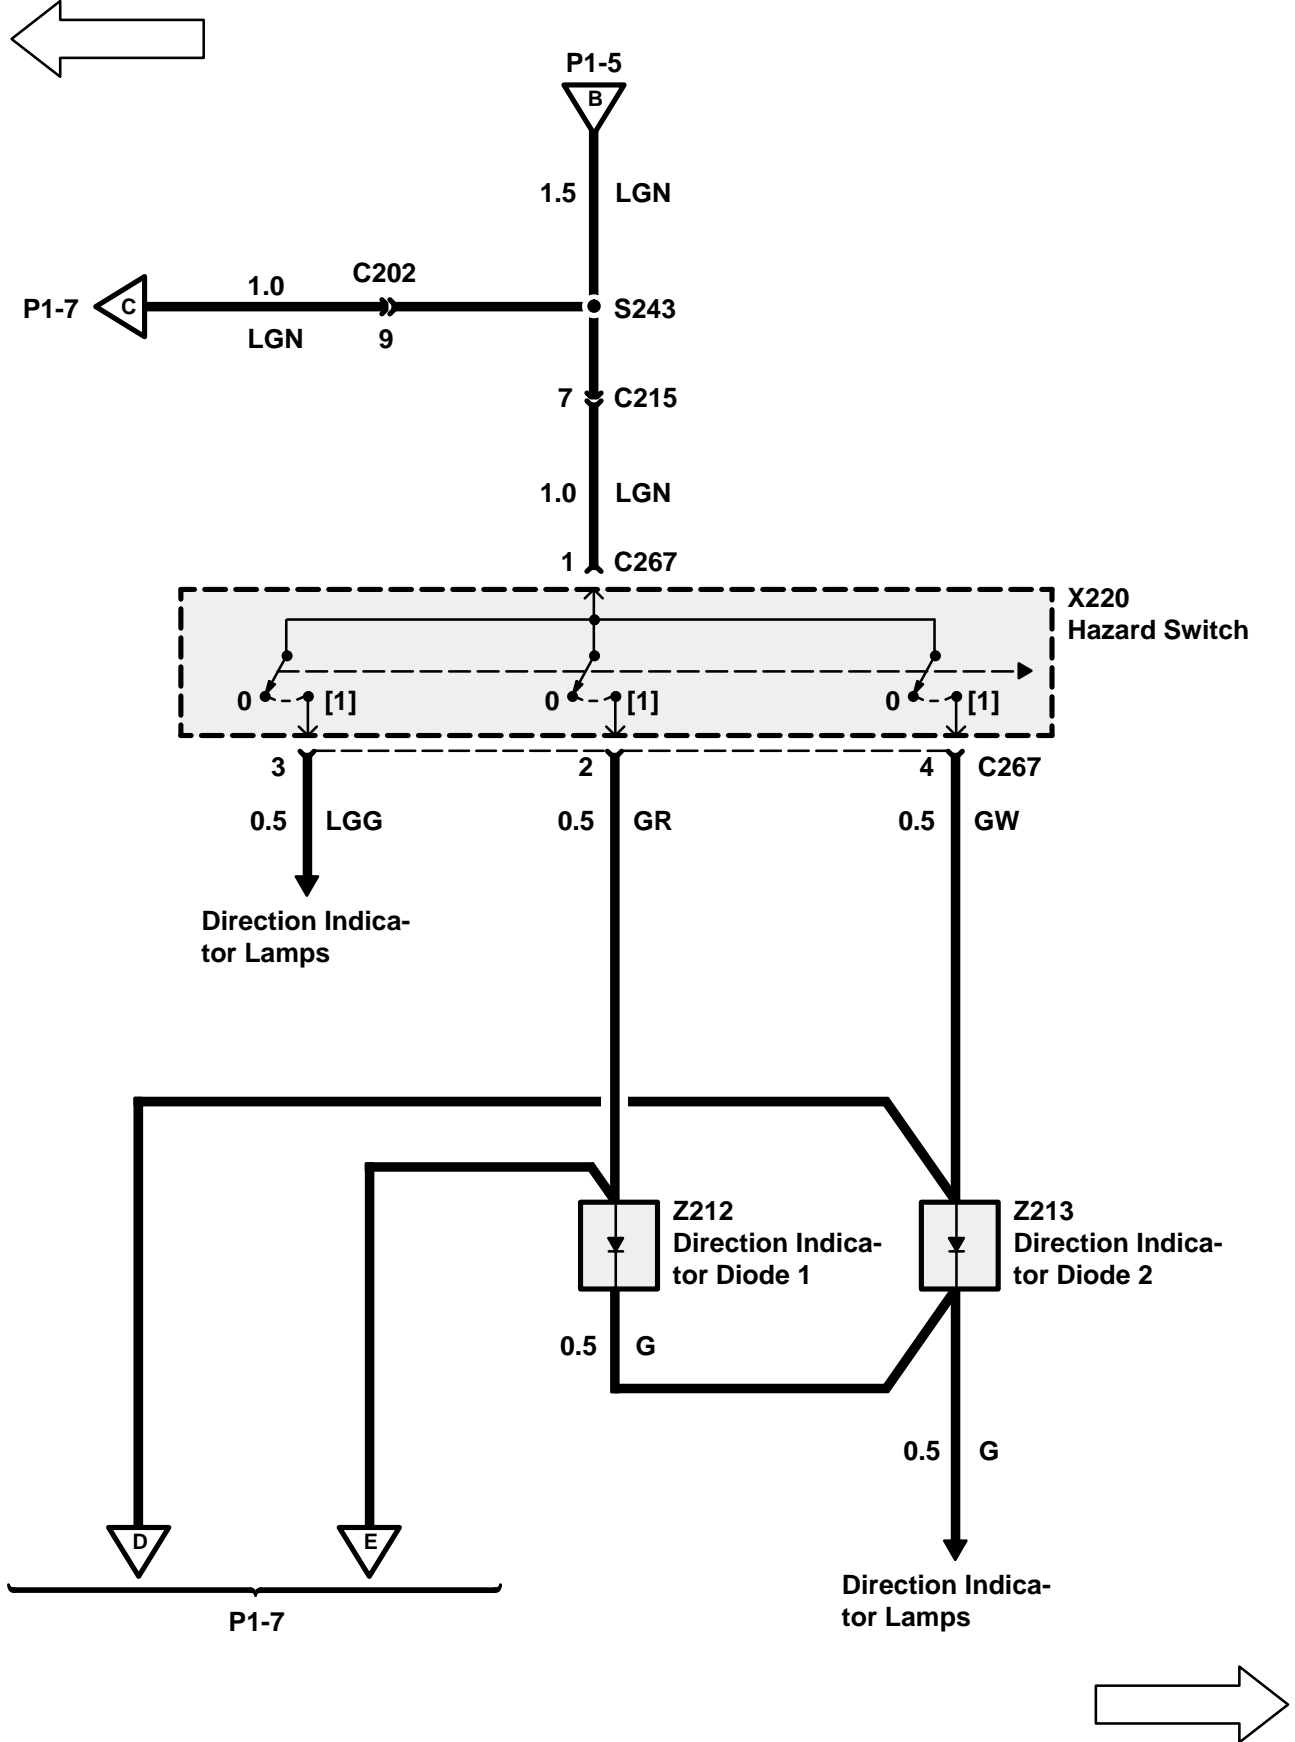 P1-5
B
1.5 LGN
C202
1.0
P1-7 C S243
LGN 9
7 C215
1.0 LGN
1 C267
X220
Hazard Switch
0 [1] 0 [1] 0 [1]
3 2 4 C267
0.5 LGG 0.5 GR 0.5 GW
Direction Indica-
tor Lamps
Z212
Direction Indica-
tor Diode 1
Z213
Direction Indica-
tor Diode 2
0.5 G
0.5 G
D E
Direction Indica-
tor Lamps
P1-7